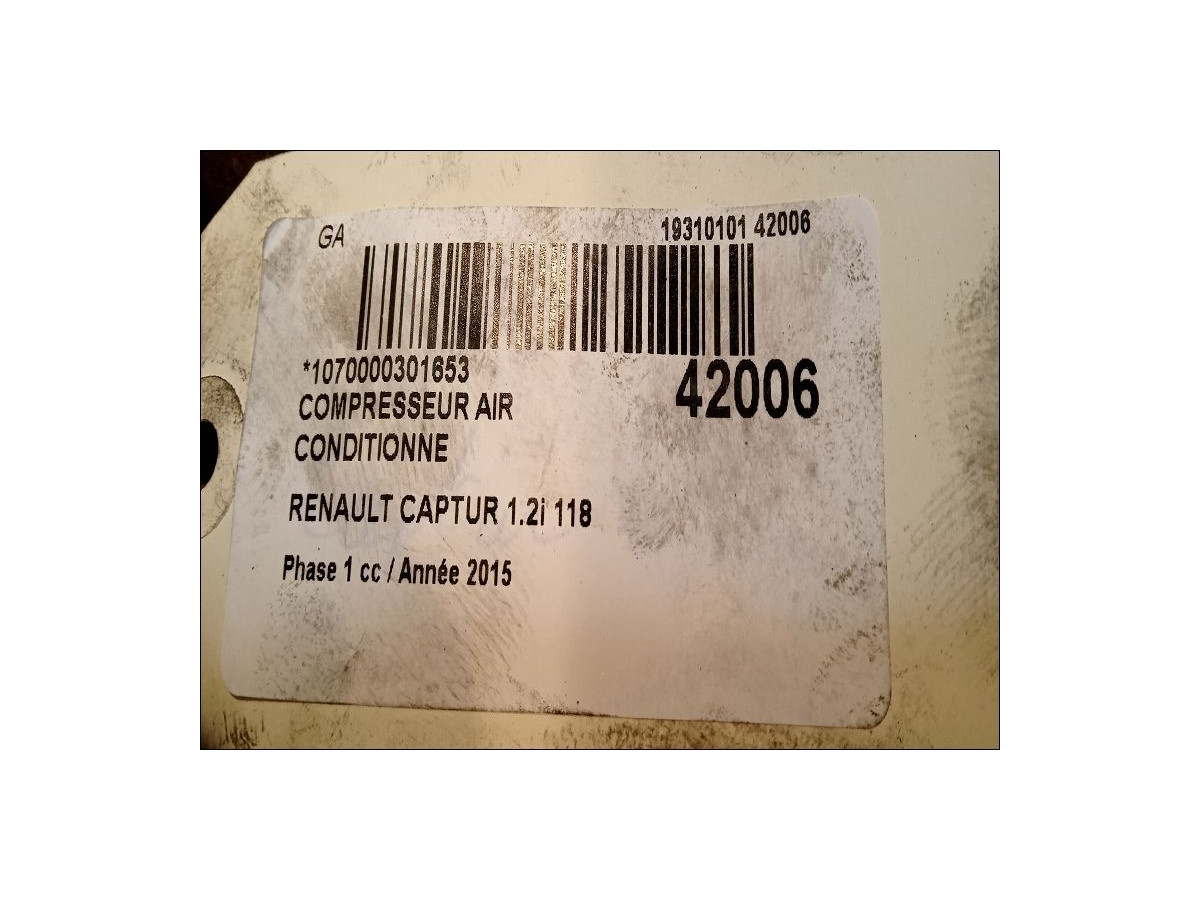 GA
19310101 42006
*1070000301653
42006
COMPRESSEUR AIR
CONDITIONNE
RENAULT CAPTUR 1.2i 118
Phase 1 cc / Année 2015